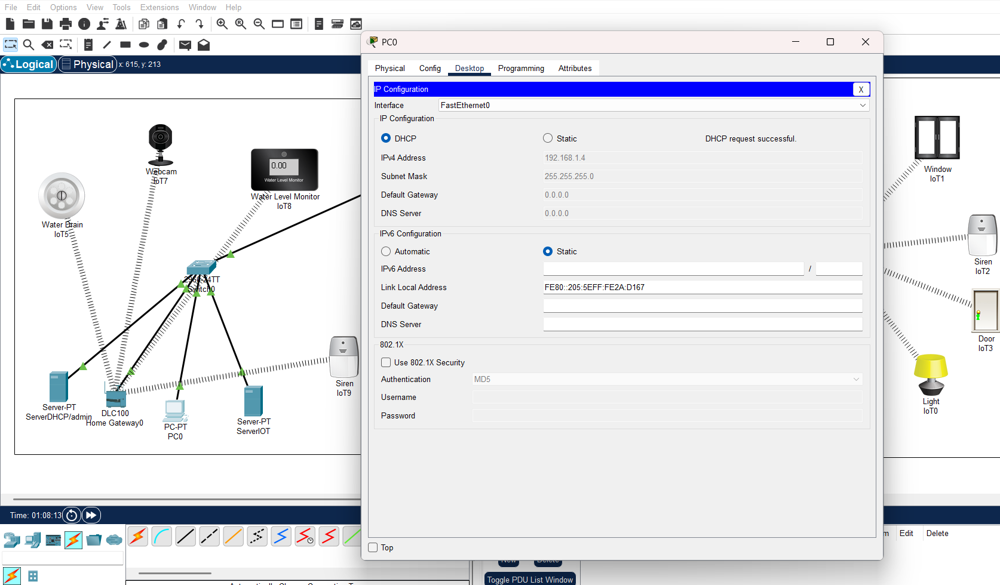 File Edit Options View Tools Extensions Window Help
Logical Physical x: 615, y: 213
PC0
Physical Config Desktop Programming Attributes
IP Configuration X
Interface FastEthernet0
IP Configuration
DHCP Static DHCP request successful.
IPv4 Address 192.168.1.4
Subnet Mask 255.255.255.0
Default Gateway 0.0.0.0
DNS Server 0.0.0.0
IPv6 Configuration
Automatic Static
IPv6 Address /
Link Local Address FE80::205:5EFF:FE2A:D167
Default Gateway
DNS Server
802.1X
Use 802.1X Security
Authentication MD5
Username
Password
Top
Webcam
IoT7
0.00
Water Level Monitor
Water Level Monitor
IoT8
Water Drain
IoT5
2960-24TT
Switch0
Siren
IoT9
Server-PT
ServerDHCP/admin
DLC100
Home Gateway0
PC-PT
PC0
Server-PT
ServerIOT
Window
IoT1
Siren
IoT2
Door
IoT3
Light
IoT0
Time: 01:08:13
Edit Delete
New Delete
Toggle PDU List Window